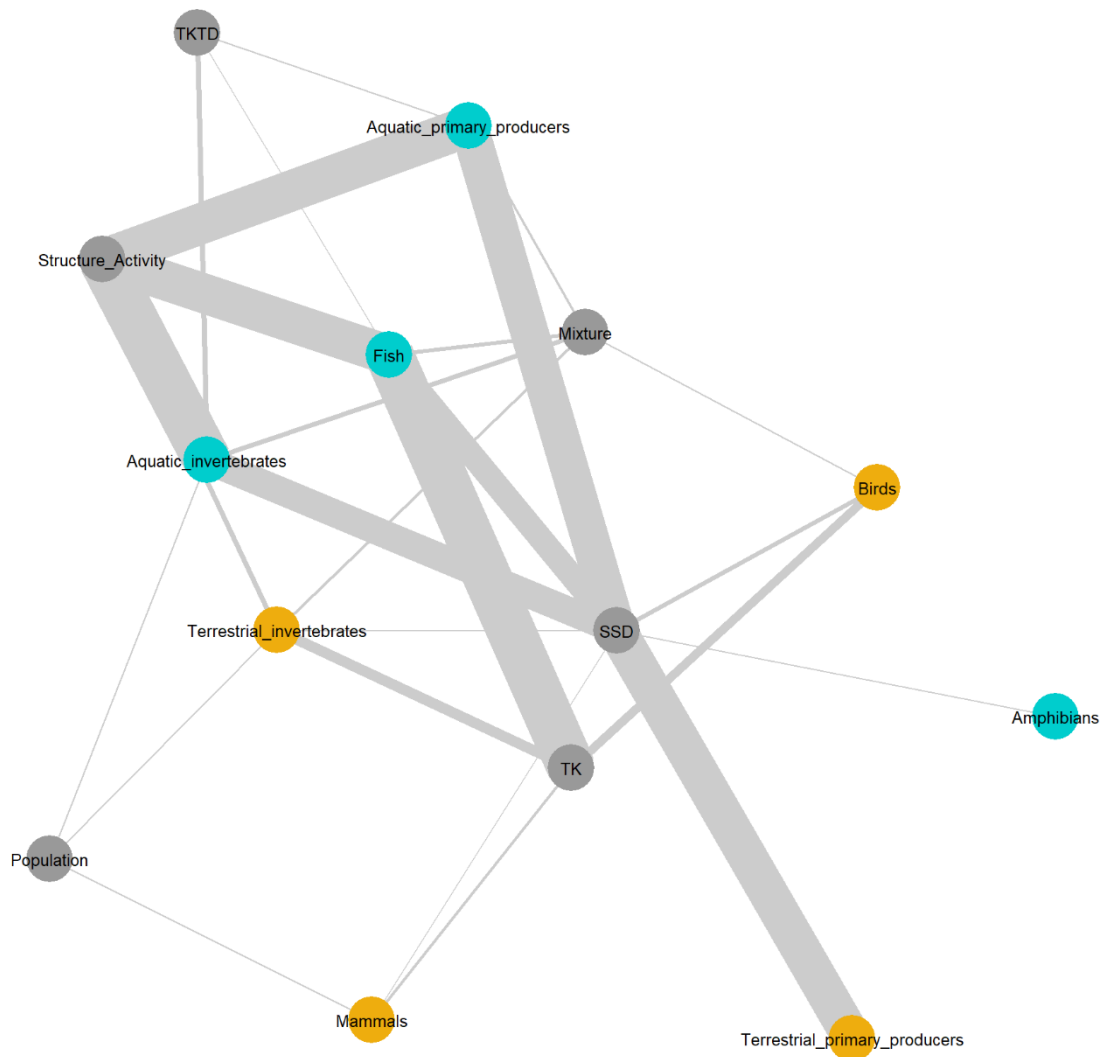 TKTD
Aquatic_primary_producers
Structure_Activity
Mixture
Fish
Aquatic_invertebrates
Birds
Terrestrial_invertebrates
SSD
Amphibians
TK
Population
Mammals
Terrestrial_primary_producers